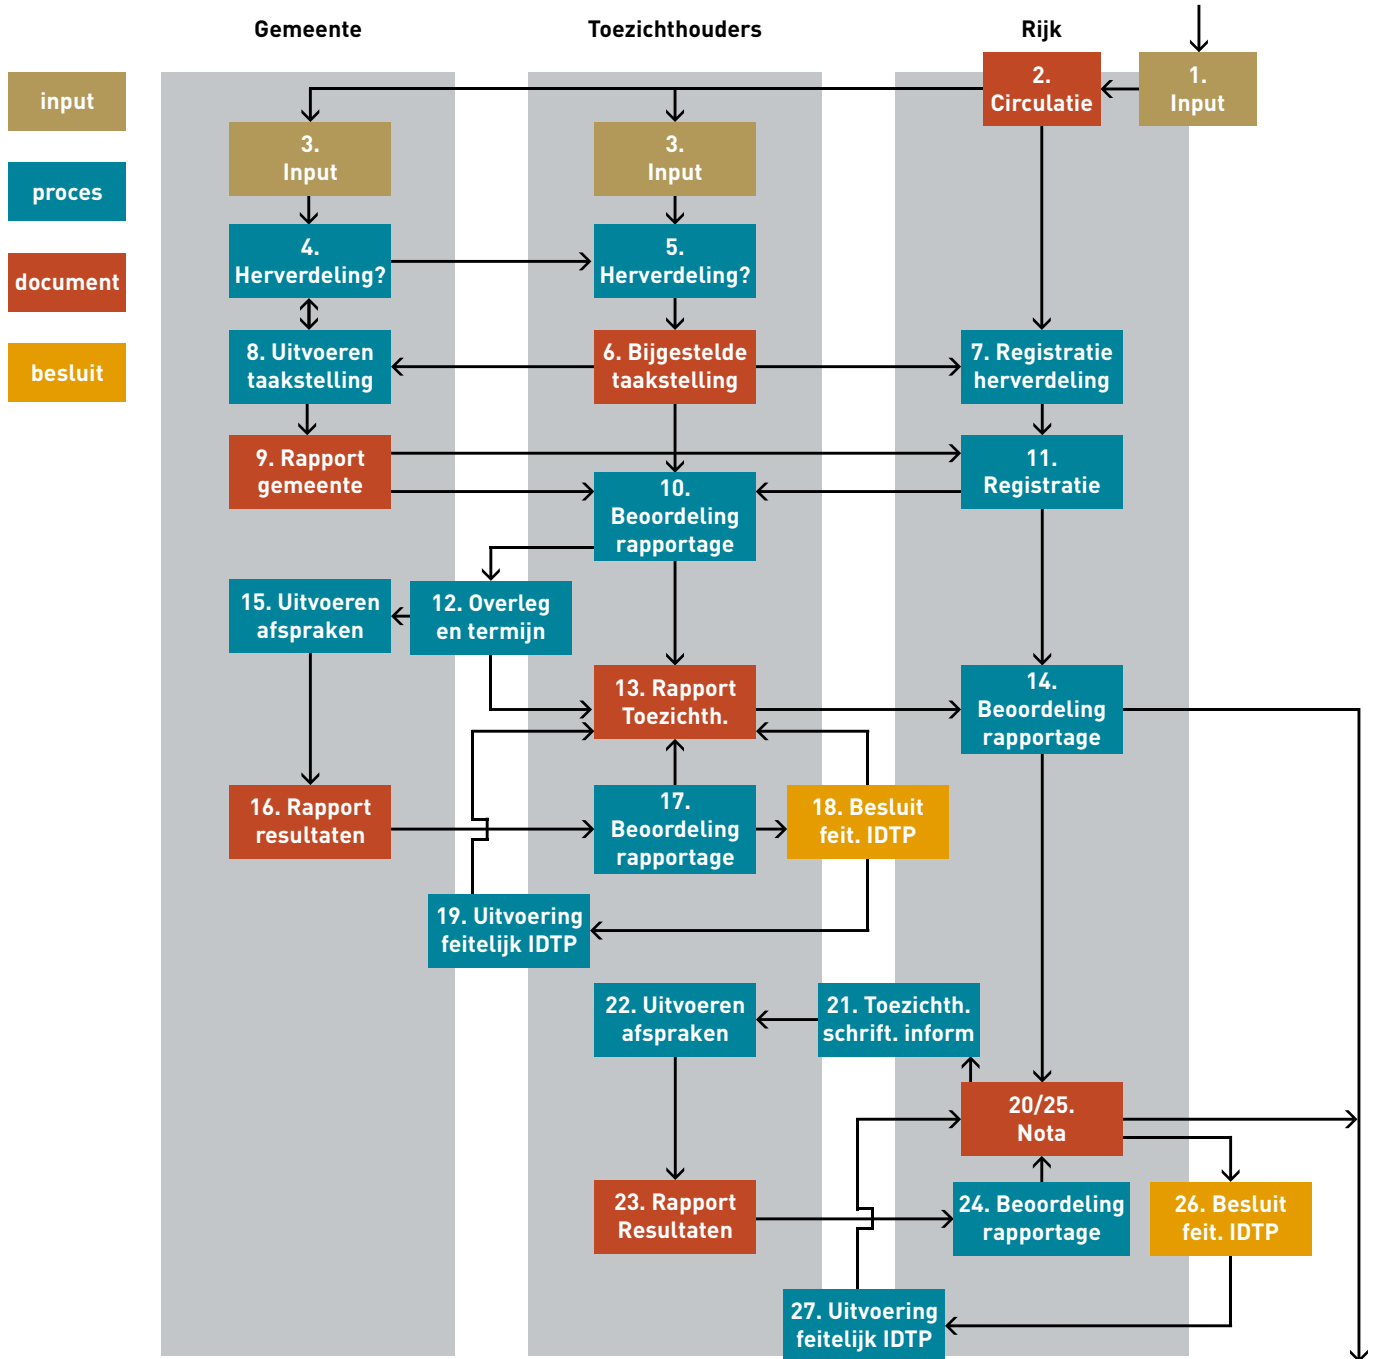 Gemeente
Toezichthouders
Rijk
input
proces
document
besluit
1.
Input
2.
Circulatie
3.
Input
3.
Input
4.
Herverdeling?
5.
Herverdeling?
8. Uitvoeren
taakstelling
6. Bijgestelde
taakstelling
7. Registratie
herverdeling
9. Rapport
gemeente
10.
Beoordeling
rapportage
11.
Registratie
15. Uitvoeren
afspraken
12. Overleg
en termijn
13. Rapport
Toezichth.
14.
Beoordeling
rapportage
16. Rapport
resultaten
17.
Beoordeling
rapportage
18. Besluit
feit. IDTP
19. Uitvoering
feitelijk IDTP
22. Uitvoeren
afspraken
21. Toezichth.
schrift. inform
20/25.
Nota
23. Rapport
Resultaten
24. Beoordeling
rapportage
26. Besluit
feit. IDTP
27. Uitvoering
feitelijk IDTP